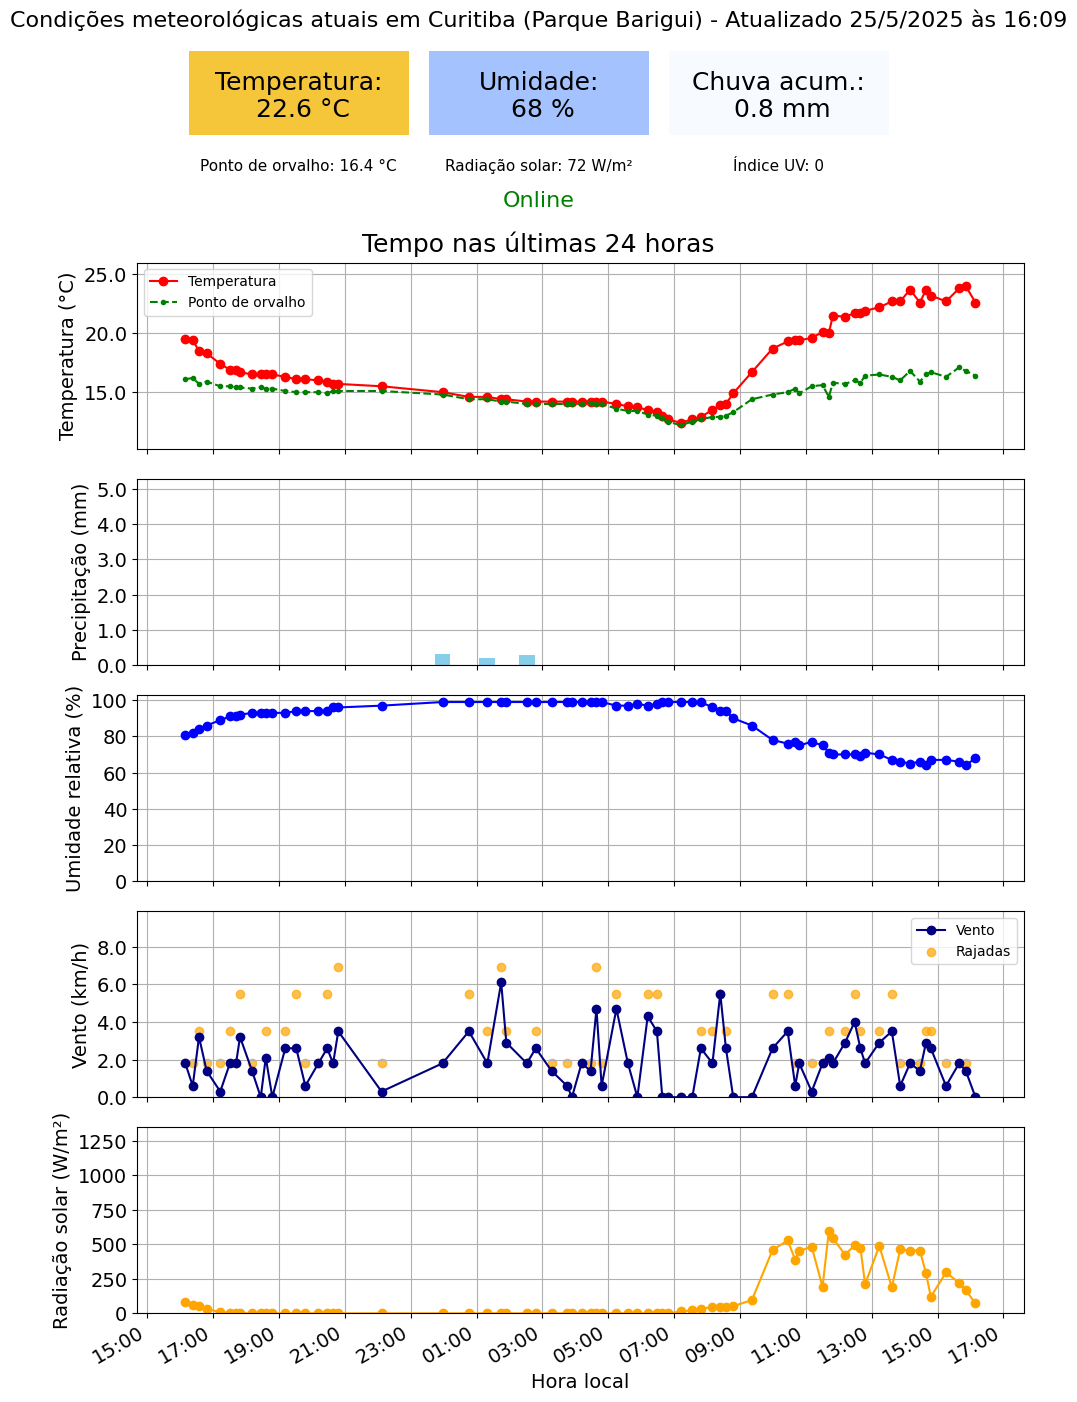 Condições meteorológicas atuais em Curitiba (Parque Barigui) - Atualizado 25/5/2025 às 16:09
Temperatura:
22.6 °C
Umidade:
68 %
Chuva acum.:
0.8 mm
Ponto de orvalho: 16.4 °C
Radiação solar: 72 W/m²
Índice UV: 0
Online
Tempo nas últimas 24 horas
Temperatura (°C)
25.0
20.0
15.0
Temperatura
Ponto de orvalho
Precipitação (mm)
5.0
4.0
3.0
2.0
1.0
0.0
Umidade relativa (%)
100
80
60
40
20
0
Vento (km/h)
8.0
6.0
4.0
2.0
0.0
Vento
Rajadas
Radiação solar (W/m²)
1250
1000
750
500
250
0
15:00
17:00
19:00
21:00
23:00
01:00
03:00
05:00
07:00
09:00
11:00
13:00
15:00
17:00
Hora local